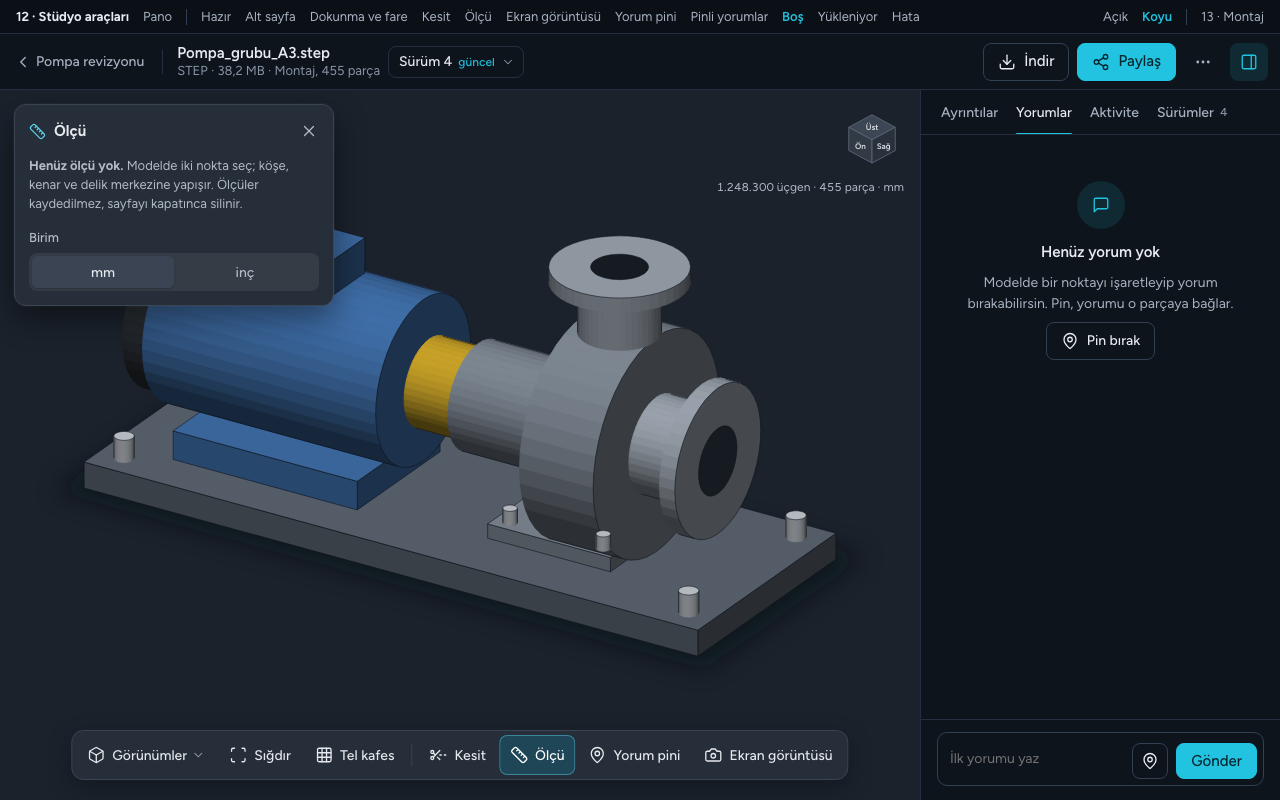 12 · Stüdyo araçları Pano Hazır Alt sayfa Dokunma ve fare Kesit Ölçü Ekran görüntüsü Yorum pini Pinli yorumlar Boş Yükleniyor Hata Açık Koyu 13 · Montaj
Pompa revizyonu
Pompa_grubu_A3.step
STEP · 38,2 MB · Montaj, 455 parça
Sürüm 4 güncel
İndir
Paylaş
Ölçü
Henüz ölçü yok. Modelde iki nokta seç; köşe,
kenar ve delik merkezine yapışır. Ölçüler
kaydedilmez, sayfayı kapatınca silinir.
Birim
mm inç
Üst
Ön Sağ
1.248.300 üçgen · 455 parça · mm
Ayrıntılar Yorumlar Aktivite Sürümler 4
Henüz yorum yok
Modelde bir noktayı işaretleyip yorum
bırakabilirsin. Pin, yorumu o parçaya bağlar.
Pin bırak
Görünümler Sığdır Tel kafes Kesit Ölçü Yorum pini Ekran görüntüsü
İlk yorumu yaz
Gönder